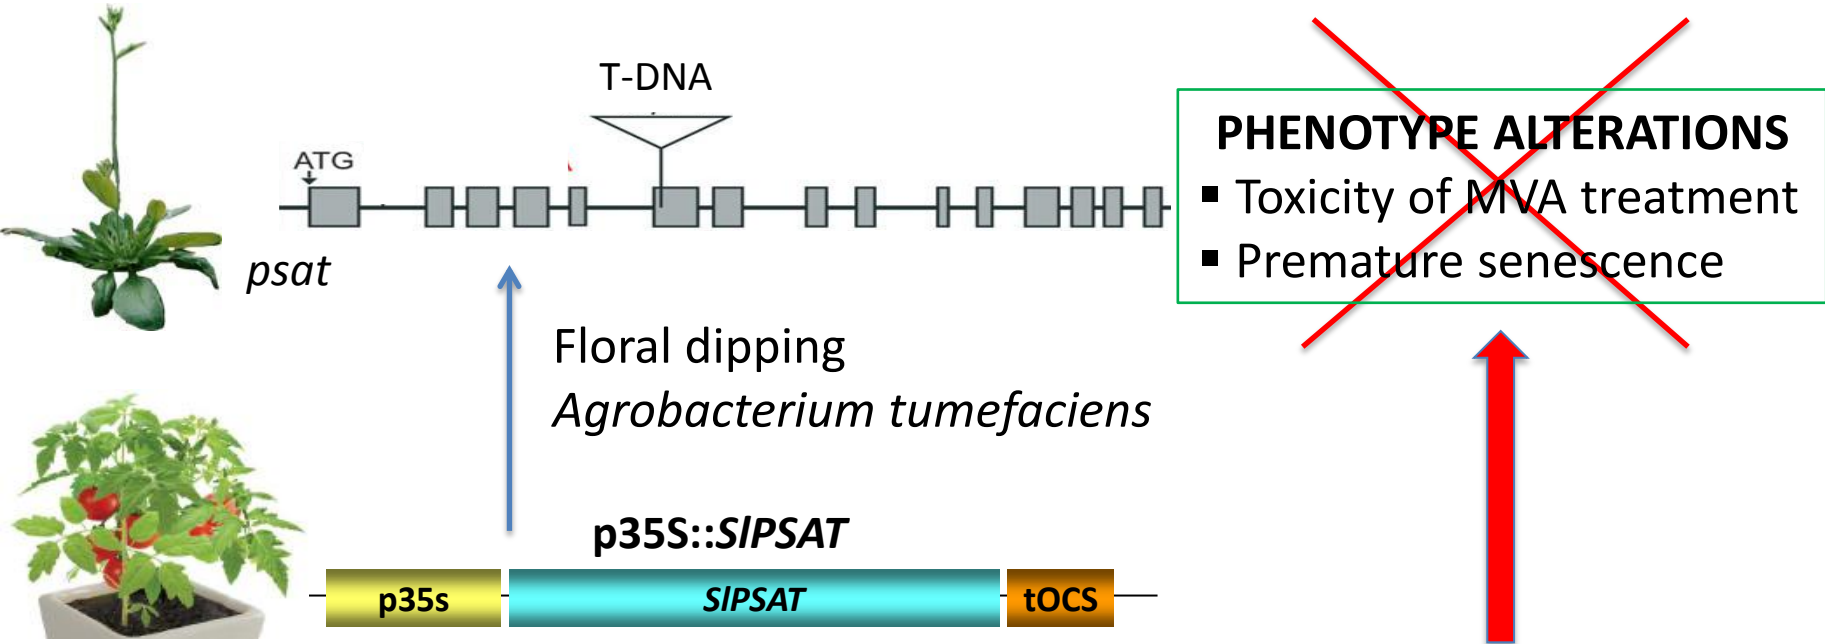 T-DNA
ATG
psat
PHENOTYPE ALTERATIONS
▪ Toxicity of MVA treatment
▪ Premature senescence
Floral dipping
Agrobacterium tumefaciens
p35S::SlPSAT
p35s
SlPSAT
tOCS